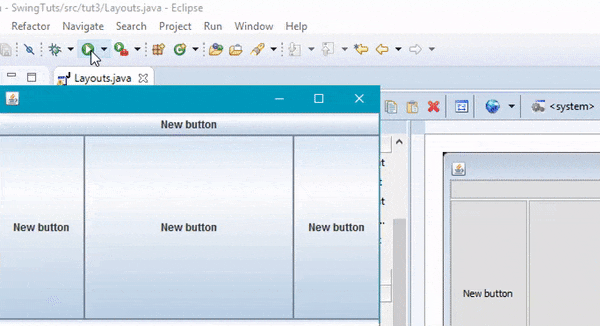 - SwingTuts/src/tut3/Layouts.java - Eclipse
Refactor Navigate Search Project Run Window Help
Layouts.java
<system>
New button
New button New button New button
New button